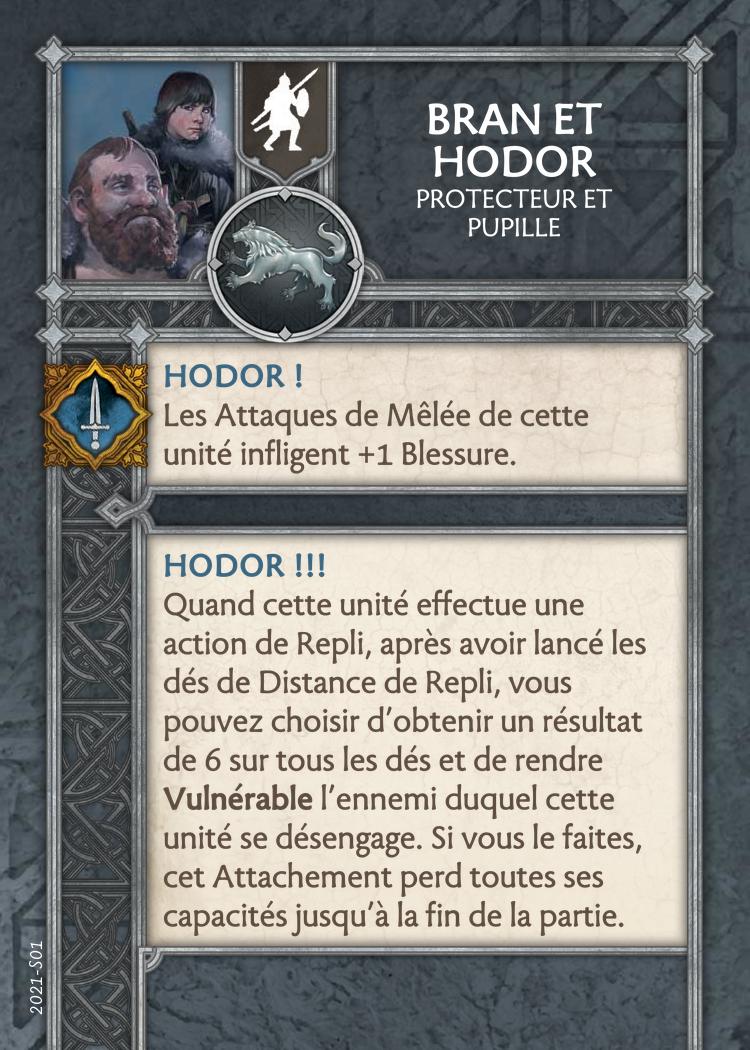 BRAN ET
HODOR
PROTECTEUR ET
PUPILLE
HODOR !
Les Attaques de Mêlée de cette
unité infligent +1 Blessure.
HODOR !!!
Quand cette unité effectue une
action de Repli, après avoir lancé les
dés de Distance de Repli, vous
pouvez choisir d’obtenir un résultat
de 6 sur tous les dés et de rendre
Vulnérable l’ennemi duquel cette
unité se désengage. Si vous le faites,
cet Attachement perd toutes ses
capacités jusqu’à la fin de la partie.
2021-S01